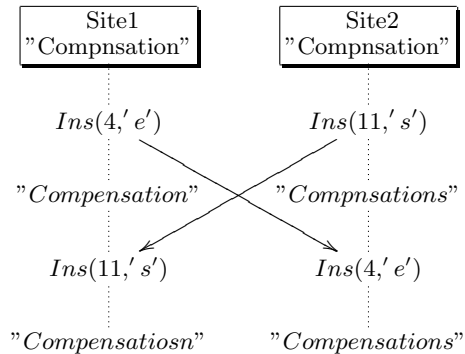 Site1
"Compnsation"
Site2
"Compnsation"
Ins(4,′ e′)
Ins(11,′ s′)
"Compensation"
"Compnsations"
Ins(11,′ s′)
Ins(4,′ e′)
"Compensatiosn"
"Compensations"